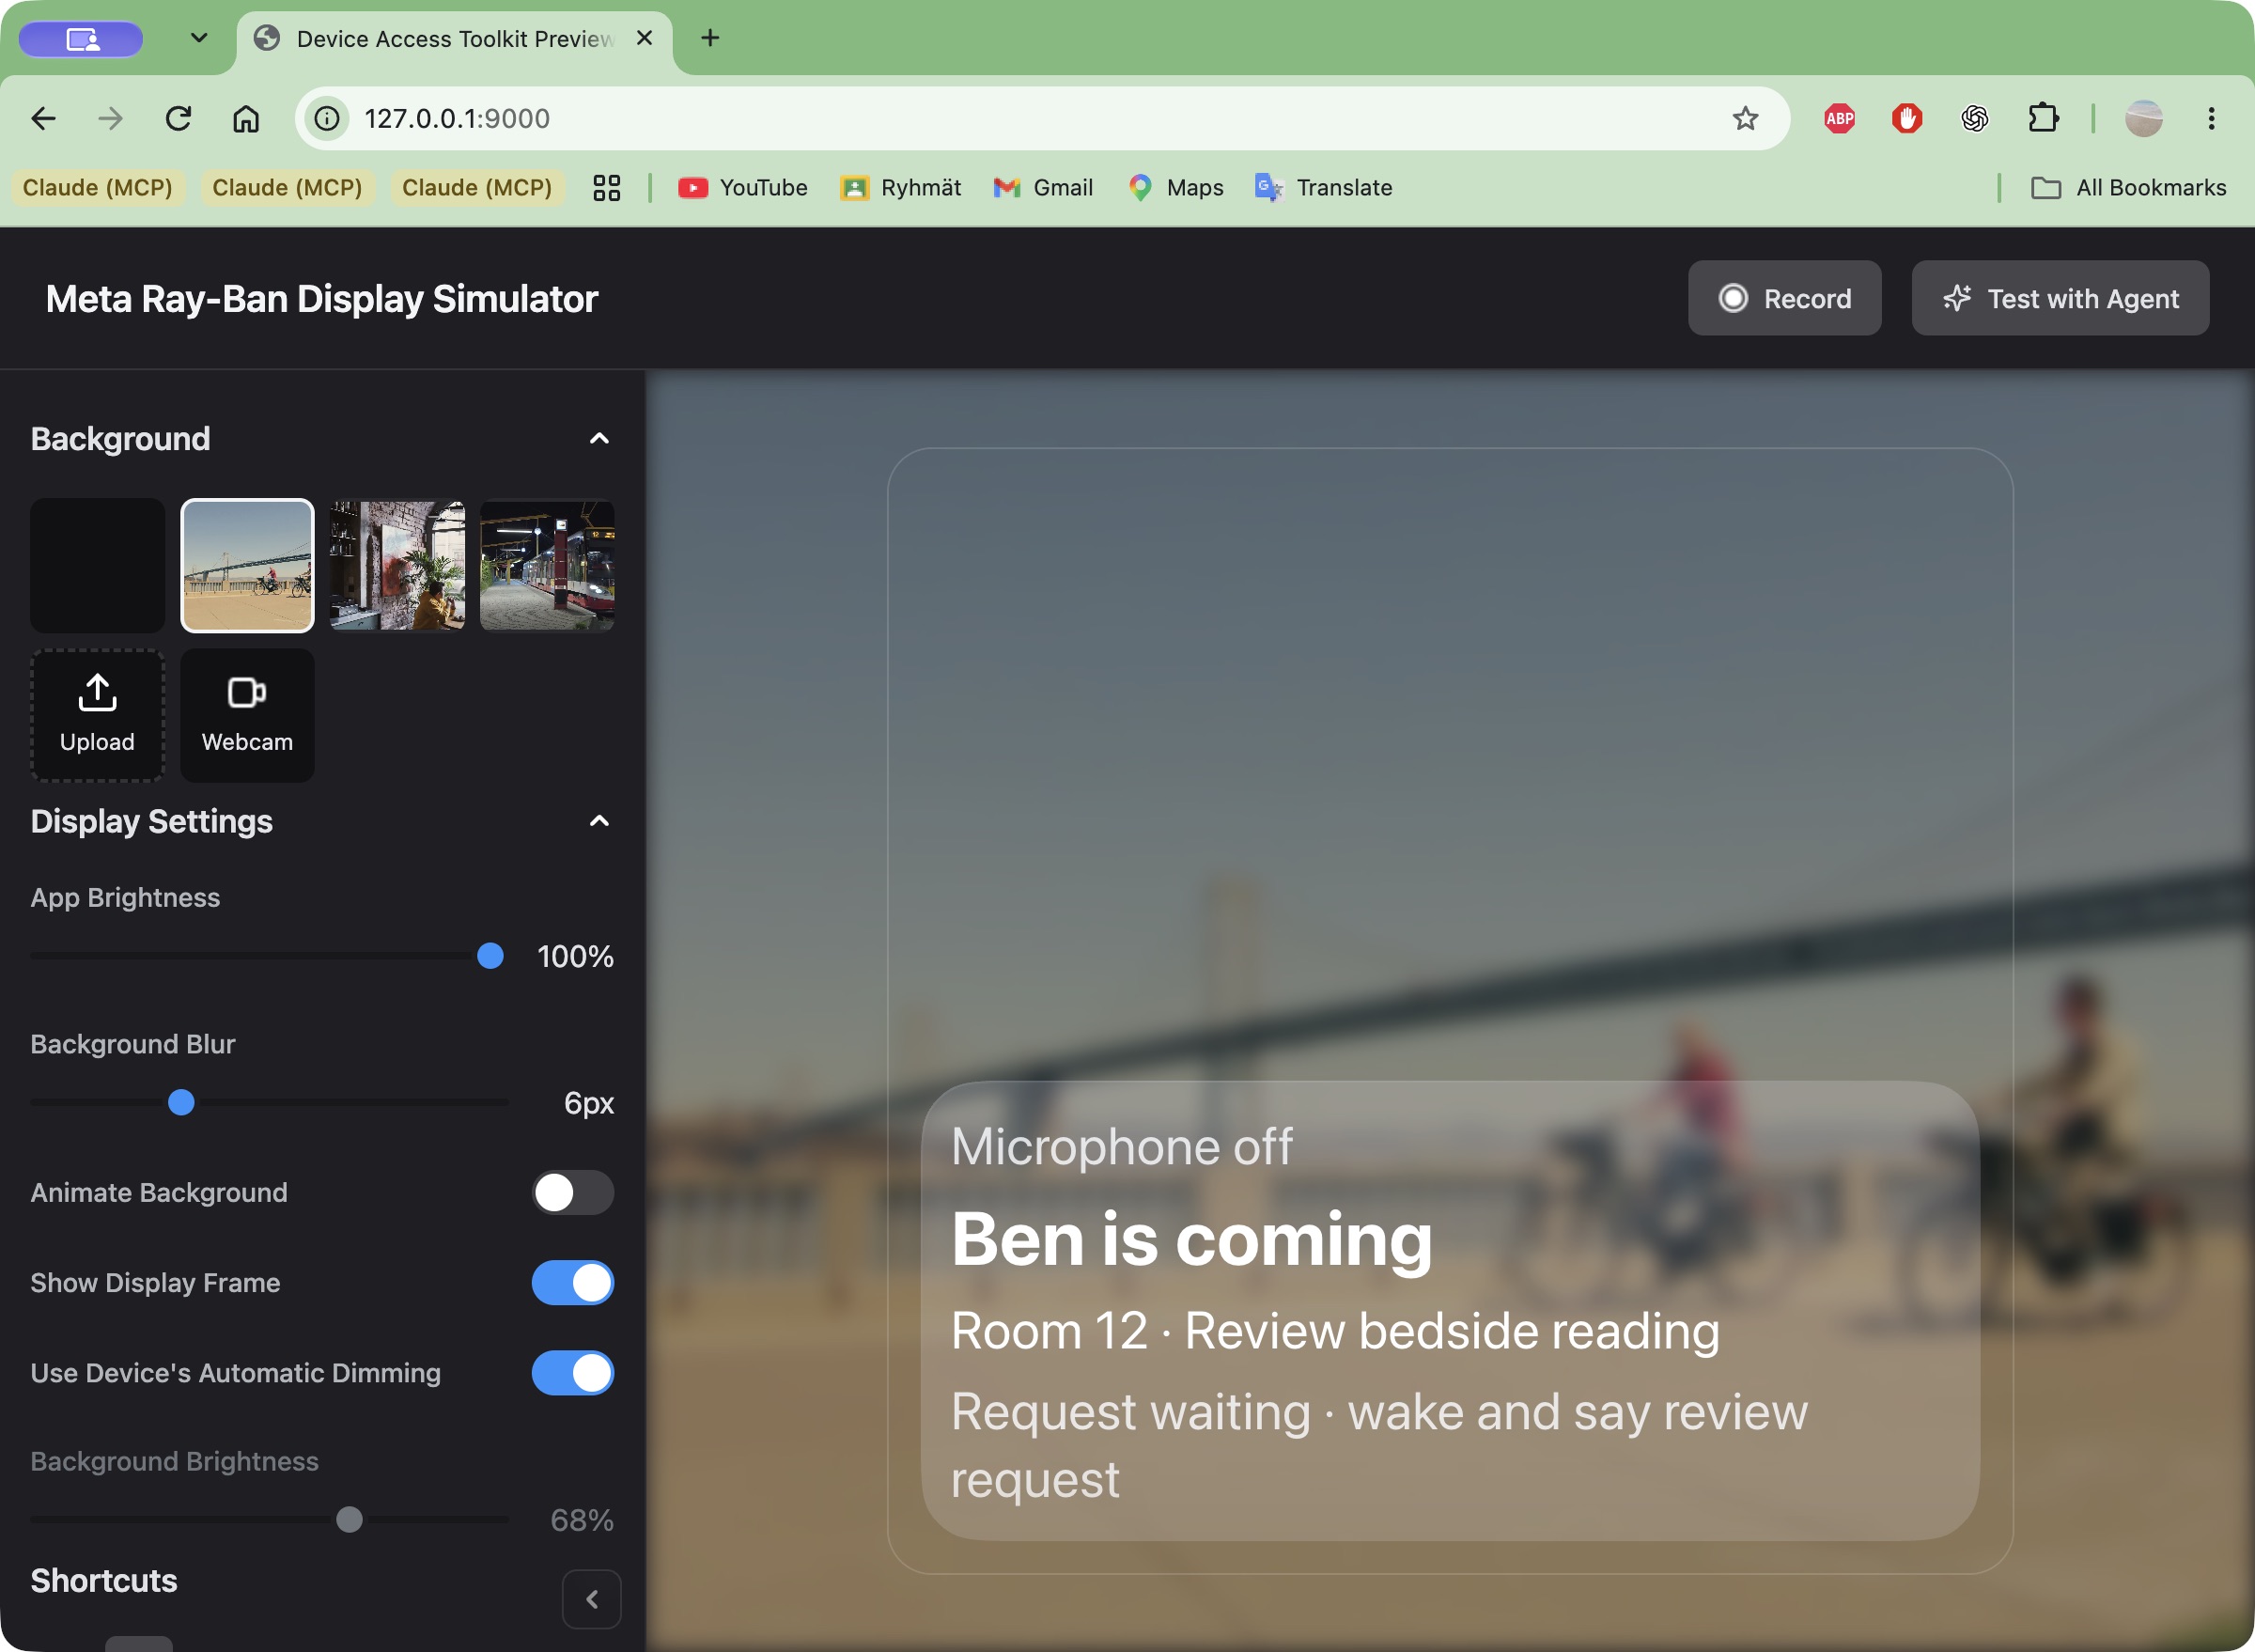 Device Access Toolkit Preview
127.0.0.1:9000
ABP
Claude (MCP) Claude (MCP) Claude (MCP) YouTube Ryhmät Gmail Maps Translate All Bookmarks
Meta Ray-Ban Display Simulator
Record
Test with Agent
Background
Upload
Webcam
Display Settings
App Brightness
100%
Background Blur
6px
Animate Background
Show Display Frame
Use Device's Automatic Dimming
Background Brightness
68%
Shortcuts
Microphone off
Ben is coming
Room 12 · Review bedside reading
Request waiting · wake and say review
request